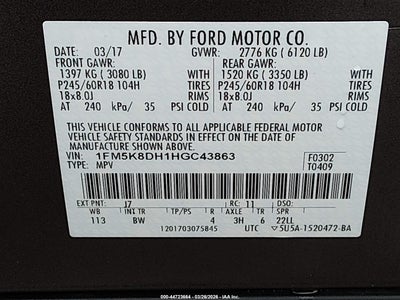 MFD. BY FORD MOTOR CO.
DATE: 03/17 GVWR: 2776 KG ( 6120 LB)
FRONT GAWR: REAR GAWR:
1397 KG ( 3080 LB) WITH 1520 KG ( 3350 LB) WITH
P245/60R18 104H TIRES P245/60R18 104H TIRES
18x8.0J RIMS 18x8.0J RIMS
AT 240 kPa/ 35 PSI COLD AT 240 kPa/ 35 PSI COLD
THIS VEHICLE CONFORMS TO ALL APPLICABLE FEDERAL MOTOR
VEHICLE SAFETY STANDARDS IN EFFECT ON THE DATE OF
MANUFACTURE SHOWN ABOVE.
VIN: 1FM5K8DH1HGC43863 F0302
TYPE: MPV T0409
EXT PNT: J7 RC: 11 DSO:
WB INT TR TP/PS R AXLE TR SPR
113 BW 4 3H 6 22LL
1201703075845 UTC 5U5A-1520472-BA
000-44723664 03/28/2026 - IAA Inc.